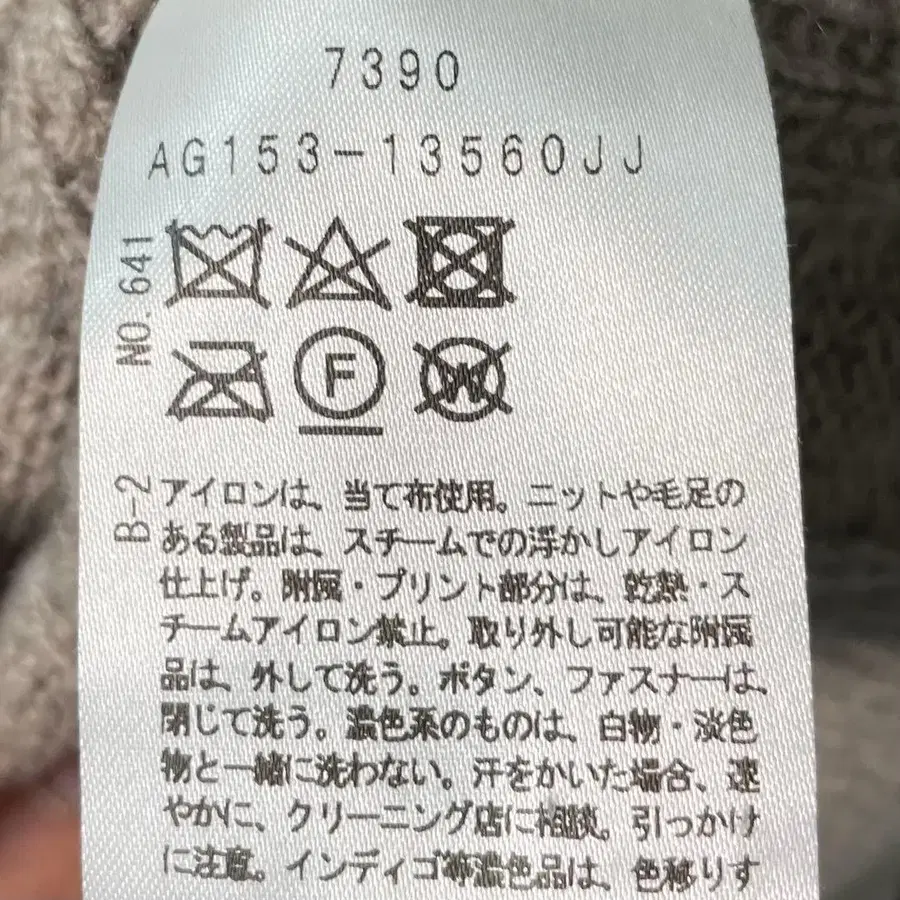 7390
AG153-13560JJ
NO. 641
F
W
B-2
アイロンは、当て布使用。ニットや毛足の
ある製品は、スチームでの浮かしアイロン
仕上げ。附属・プリント部分は、乾熱・ス
チームアイロン禁止。取り外し可能な附属
品は、外して洗う。ボタン、ファスナーは、
閉じて洗う。濃色系のものは、白物・淡色
物と一緒に洗わない。汗をかいた場合、速
やかに、クリーニング店に相談。引っかけ
に注意。インディゴ等濃色品は、色移りす